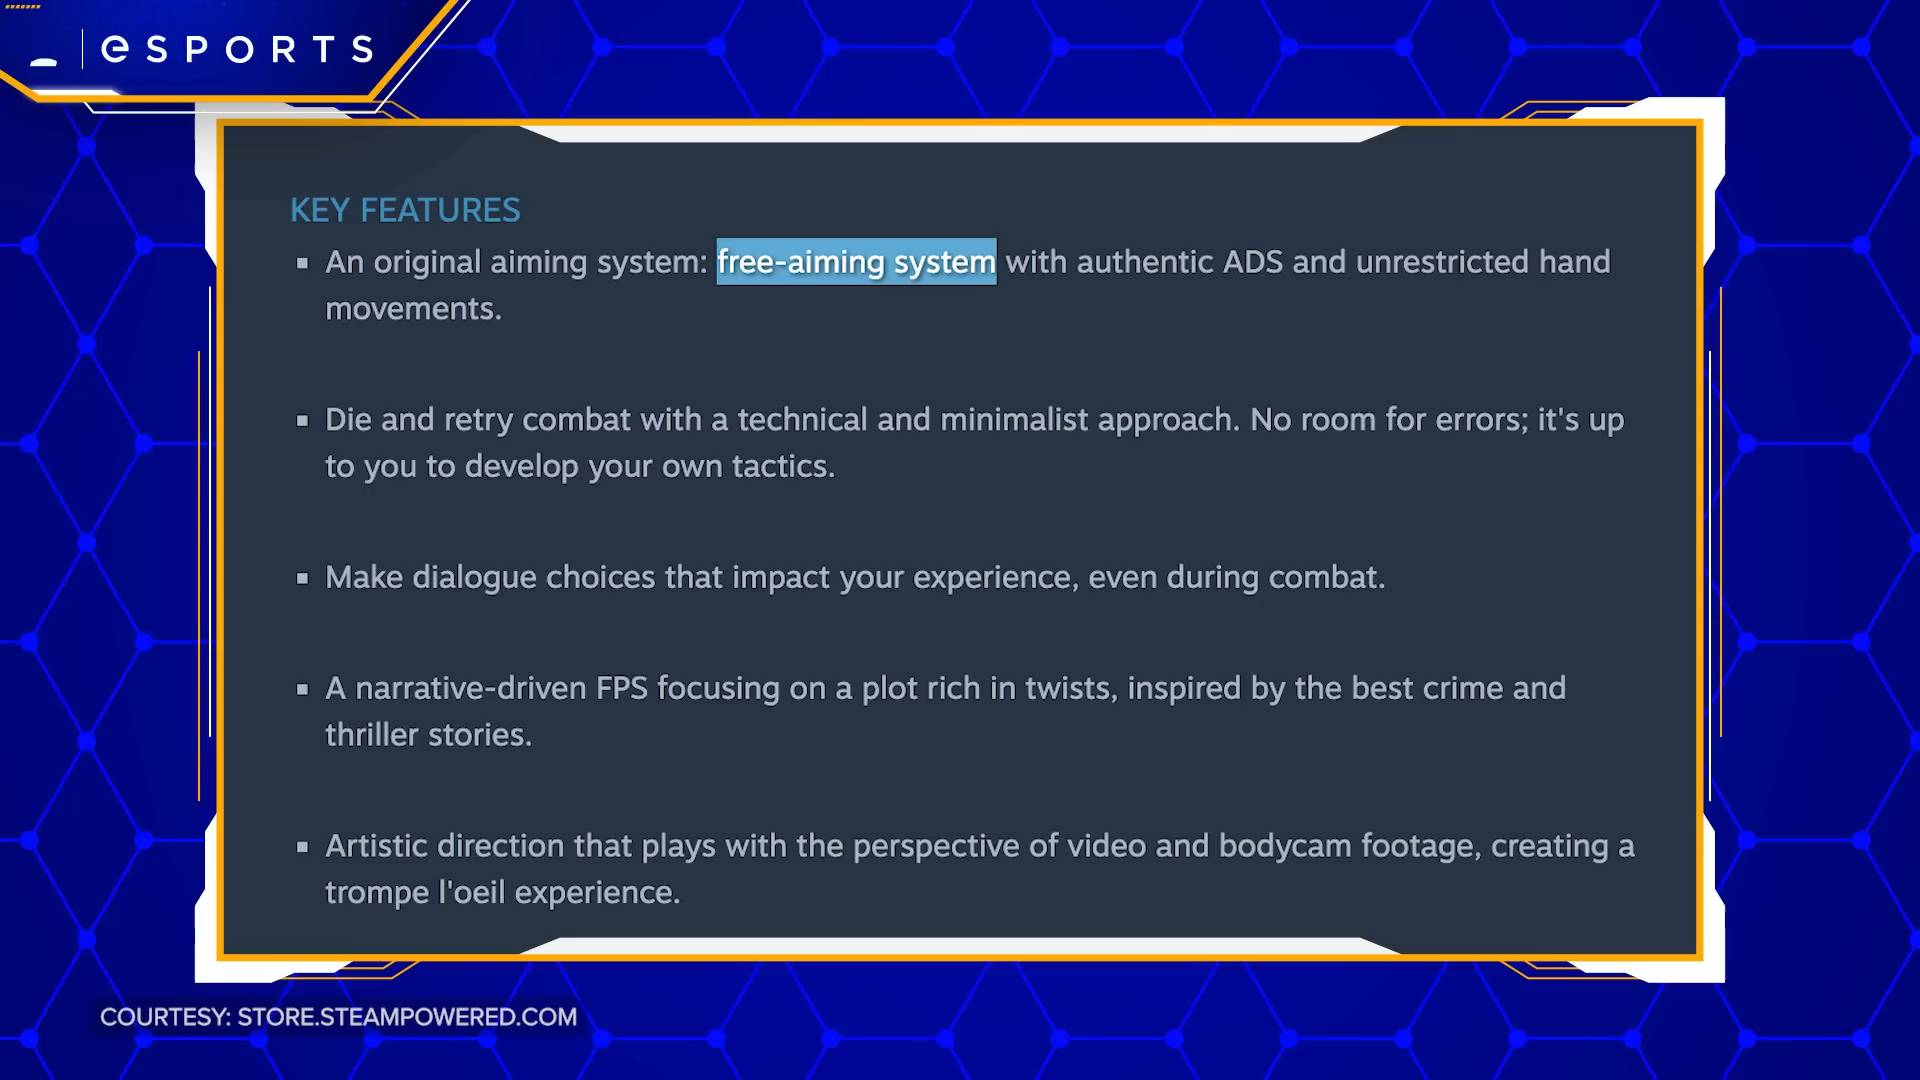 eSPORTS
KEY FEATURES
▪ An original aiming system: free-aiming system with authentic ADS and unrestricted hand
movements.
▪ Die and retry combat with a technical and minimalist approach. No room for errors; it's up
to you to develop your own tactics.
▪ Make dialogue choices that impact your experience, even during combat.
▪ A narrative-driven FPS focusing on a plot rich in twists, inspired by the best crime and
thriller stories.
▪ Artistic direction that plays with the perspective of video and bodycam footage, creating a
trompe l'oeil experience.
COURTESY: STORE.STEAMPOWERED.COM